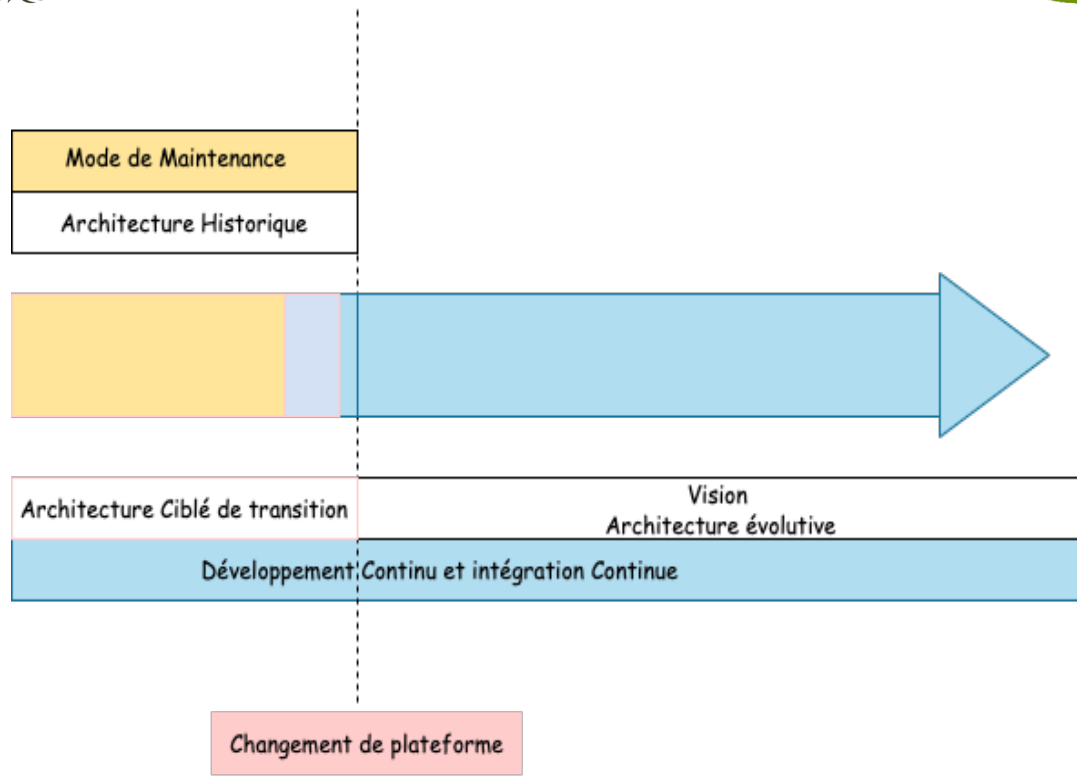 Mode de Maintenance
Architecture Historique
Architecture Ciblé de transition
Vision
Architecture évolutive
Développement Continu et intégration Continue
Changement de plateforme